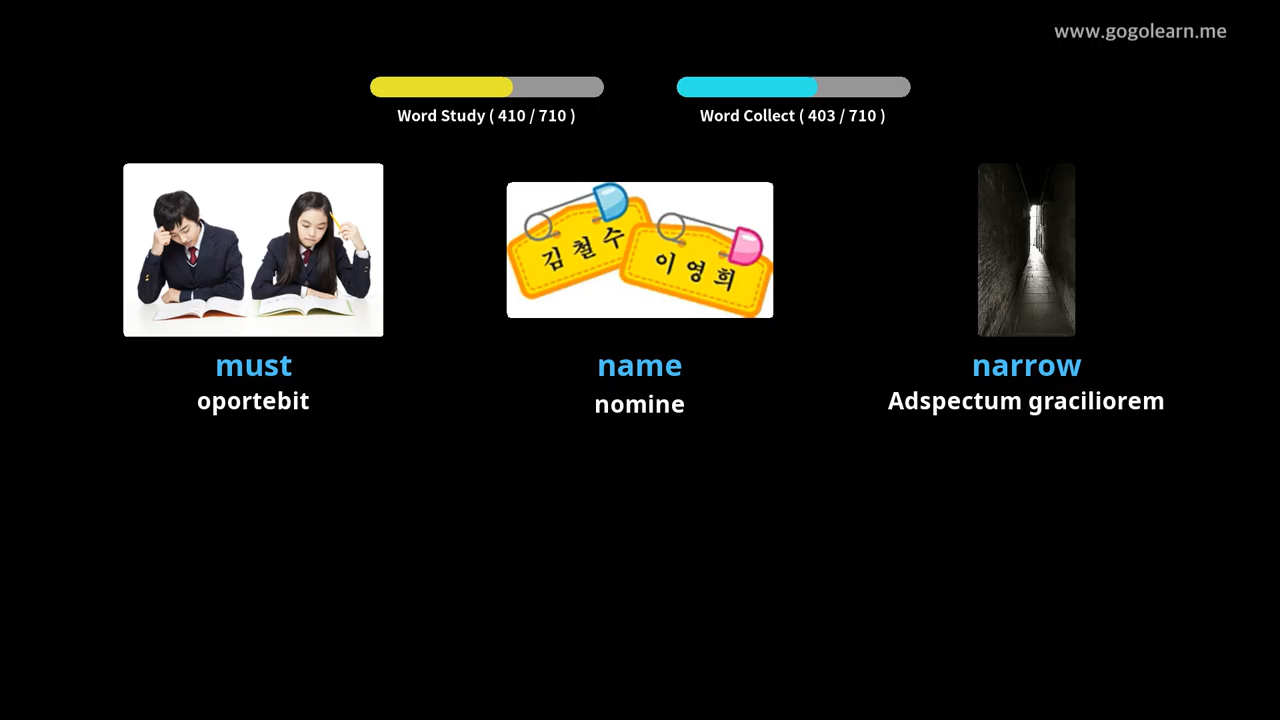 www.gogolearn.me
Word Study ( 410 / 710 )
Word Collect ( 403 / 710 )
김철수
이영희
must
name
narrow
oportebit
nomine
Adspectum graciliorem